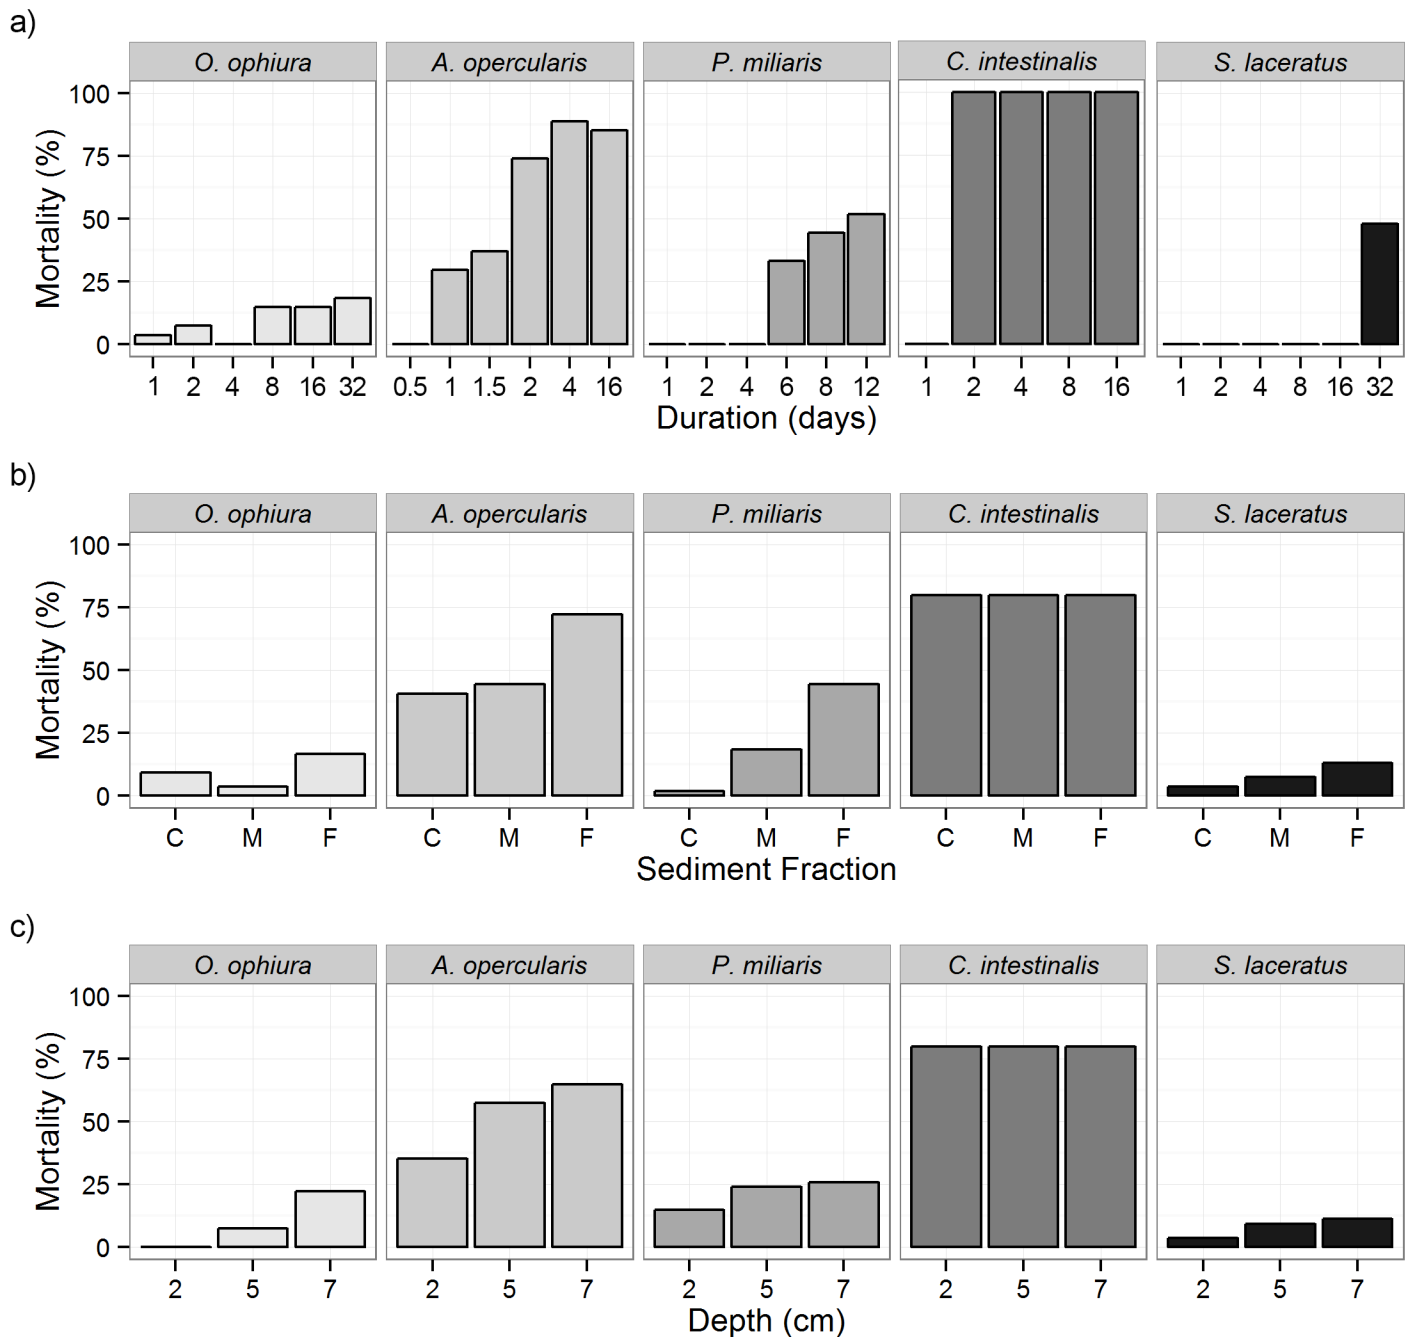 a)
O. ophiura A. opercularis P. miliaris C. intestinalis S. laceratus
Mortality (%)
100
75
50
25
0
1 2 4 8 16 32 0.5 1 1.5 2 4 16 1 2 4 6 8 12 1 2 4 8 16 1 2 4 8 16 32
Duration (days)
b)
O. ophiura A. opercularis P. miliaris C. intestinalis S. laceratus
Mortality (%)
100
75
50
25
0
C M F C M F C M F C M F C M F
Sediment Fraction
c)
O. ophiura A. opercularis P. miliaris C. intestinalis S. laceratus
Mortality (%)
100
75
50
25
0
2 5 7 2 5 7 2 5 7 2 5 7 2 5 7
Depth (cm)